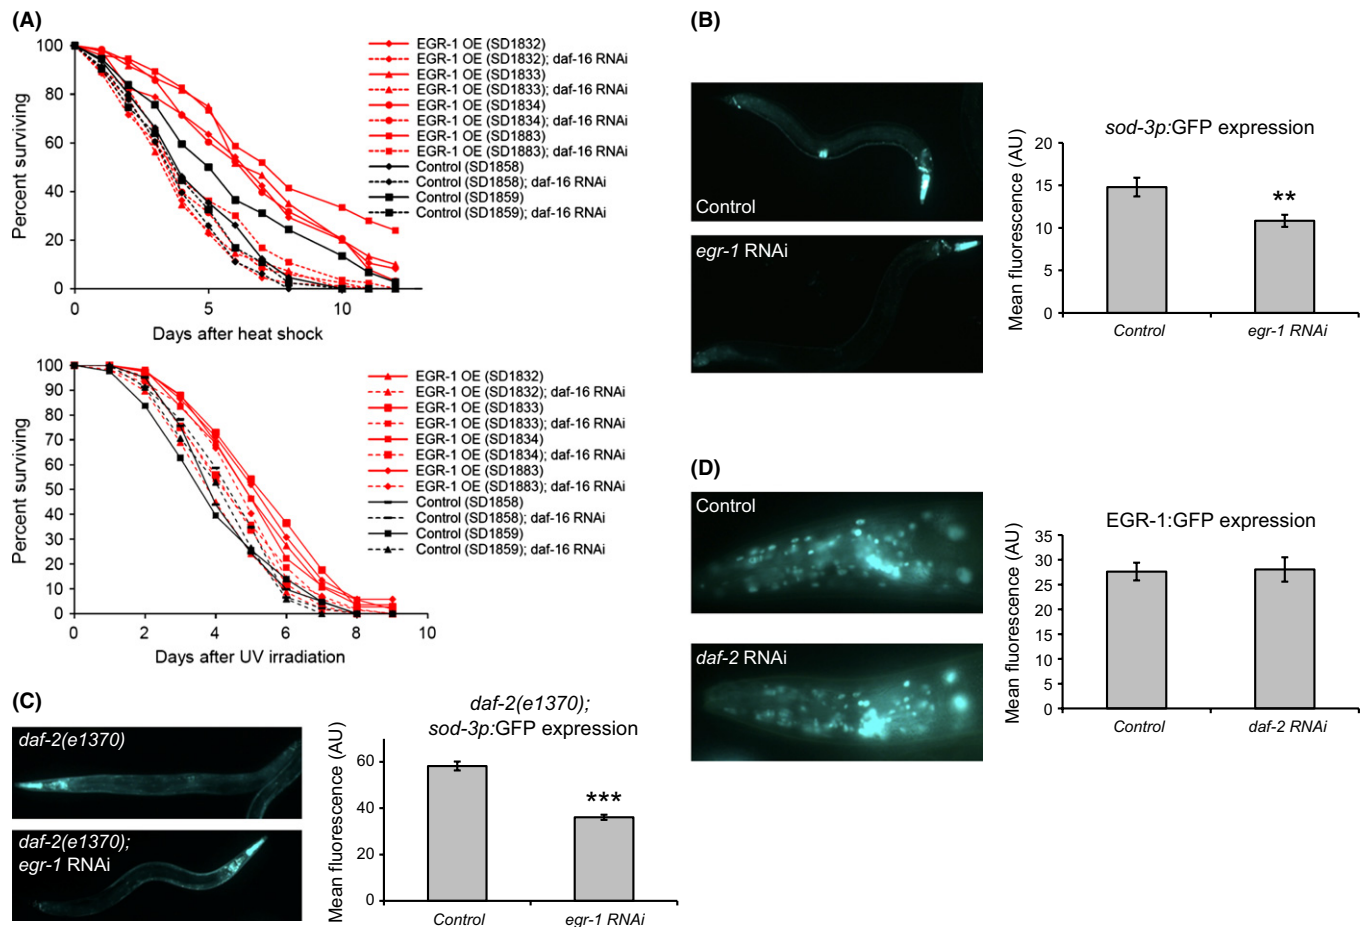 (A)
Percent surviving
100
80
60
40
20
0
0
5
10
Days after heat shock
EGR-1 OE (SD1832)
EGR-1 OE (SD1832); daf-16 RNAi
EGR-1 OE (SD1833)
EGR-1 OE (SD1833); daf-16 RNAi
EGR-1 OE (SD1834)
EGR-1 OE (SD1834); daf-16 RNAi
EGR-1 OE (SD1883)
EGR-1 OE (SD1883); daf-16 RNAi
Control (SD1858)
Control (SD1858); daf-16 RNAi
Control (SD1859)
Control (SD1859); daf-16 RNAi
Percent surviving
100
90
80
70
60
50
40
30
20
10
0
0
2
4
6
8
10
Days after UV irradiation
EGR-1 OE (SD1832)
EGR-1 OE (SD1832); daf-16 RNAi
EGR-1 OE (SD1833)
EGR-1 OE (SD1833); daf-16 RNAi
EGR-1 OE (SD1834)
EGR-1 OE (SD1834); daf-16 RNAi
EGR-1 OE (SD1883)
EGR-1 OE (SD1883); daf-16 RNAi
Control (SD1858)
Control (SD1858); daf-16 RNAi
Control (SD1859)
Control (SD1859); daf-16 RNAi
(B)
Control
egr-1 RNAi
sod-3p:GFP expression
Mean fluorescence (AU)
20
15
10
5
0
**
Control
egr-1 RNAi
(C)
daf-2(e1370)
daf-2(e1370);
egr-1 RNAi
daf-2(e1370);
sod-3p:GFP expression
Mean fluorescence (AU)
60
40
20
0
***
Control
egr-1 RNAi
(D)
Control
daf-2 RNAi
EGR-1:GFP expression
Mean fluorescence (AU)
35
30
25
20
15
10
5
0
Control
daf-2 RNAi